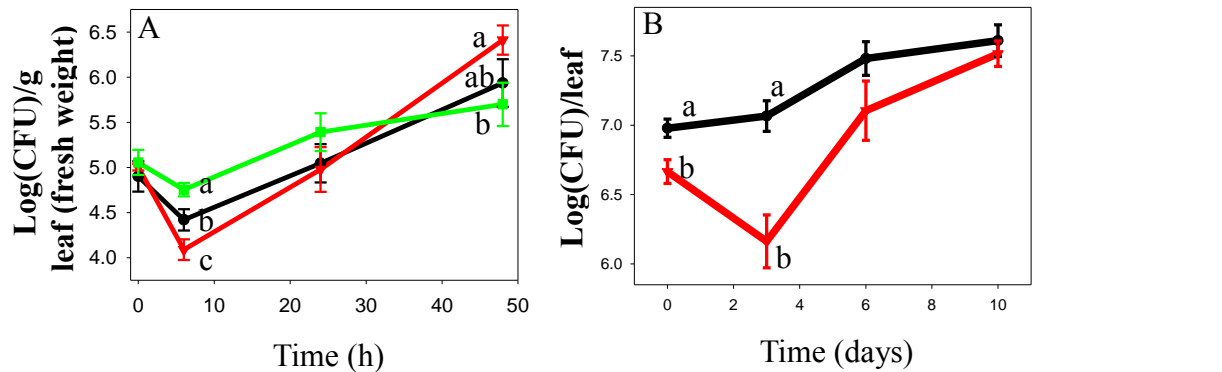 A
Log(CFU)/g
leaf (fresh weight)
6.5
6.0
5.5
5.0
4.5
4.0
a
ab
b
a
b
c
0 10 20 30 40 50
Time (h)
B
Log(CFU)/leaf
7.5
7.0
6.5
6.0
a
a
b
b
0 2 4 6 8 10
Time (days)